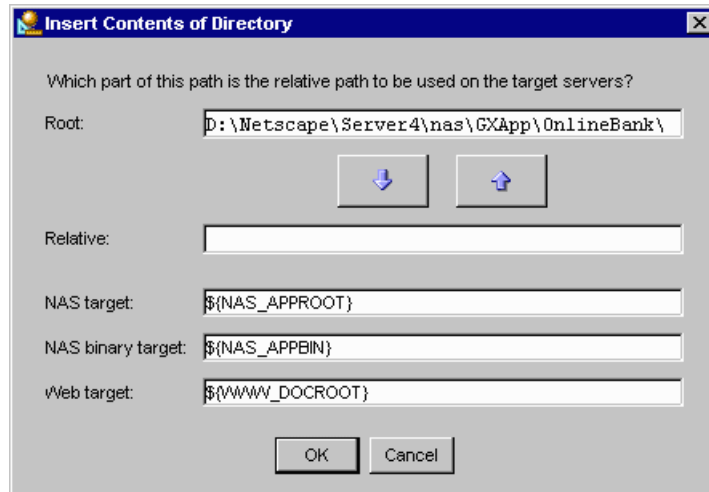 Insert Contents of Directory
Which part of this path is the relative path to be used on the target servers?
Root: D:\Netscape\Server4\nas\GXApp\OnlineBank\
Relative:
NAS target: ${NAS_APPROOT}
NAS binary target: ${NAS_APPBIN}
Web target: ${WWW_DOCROOT}
OK Cancel